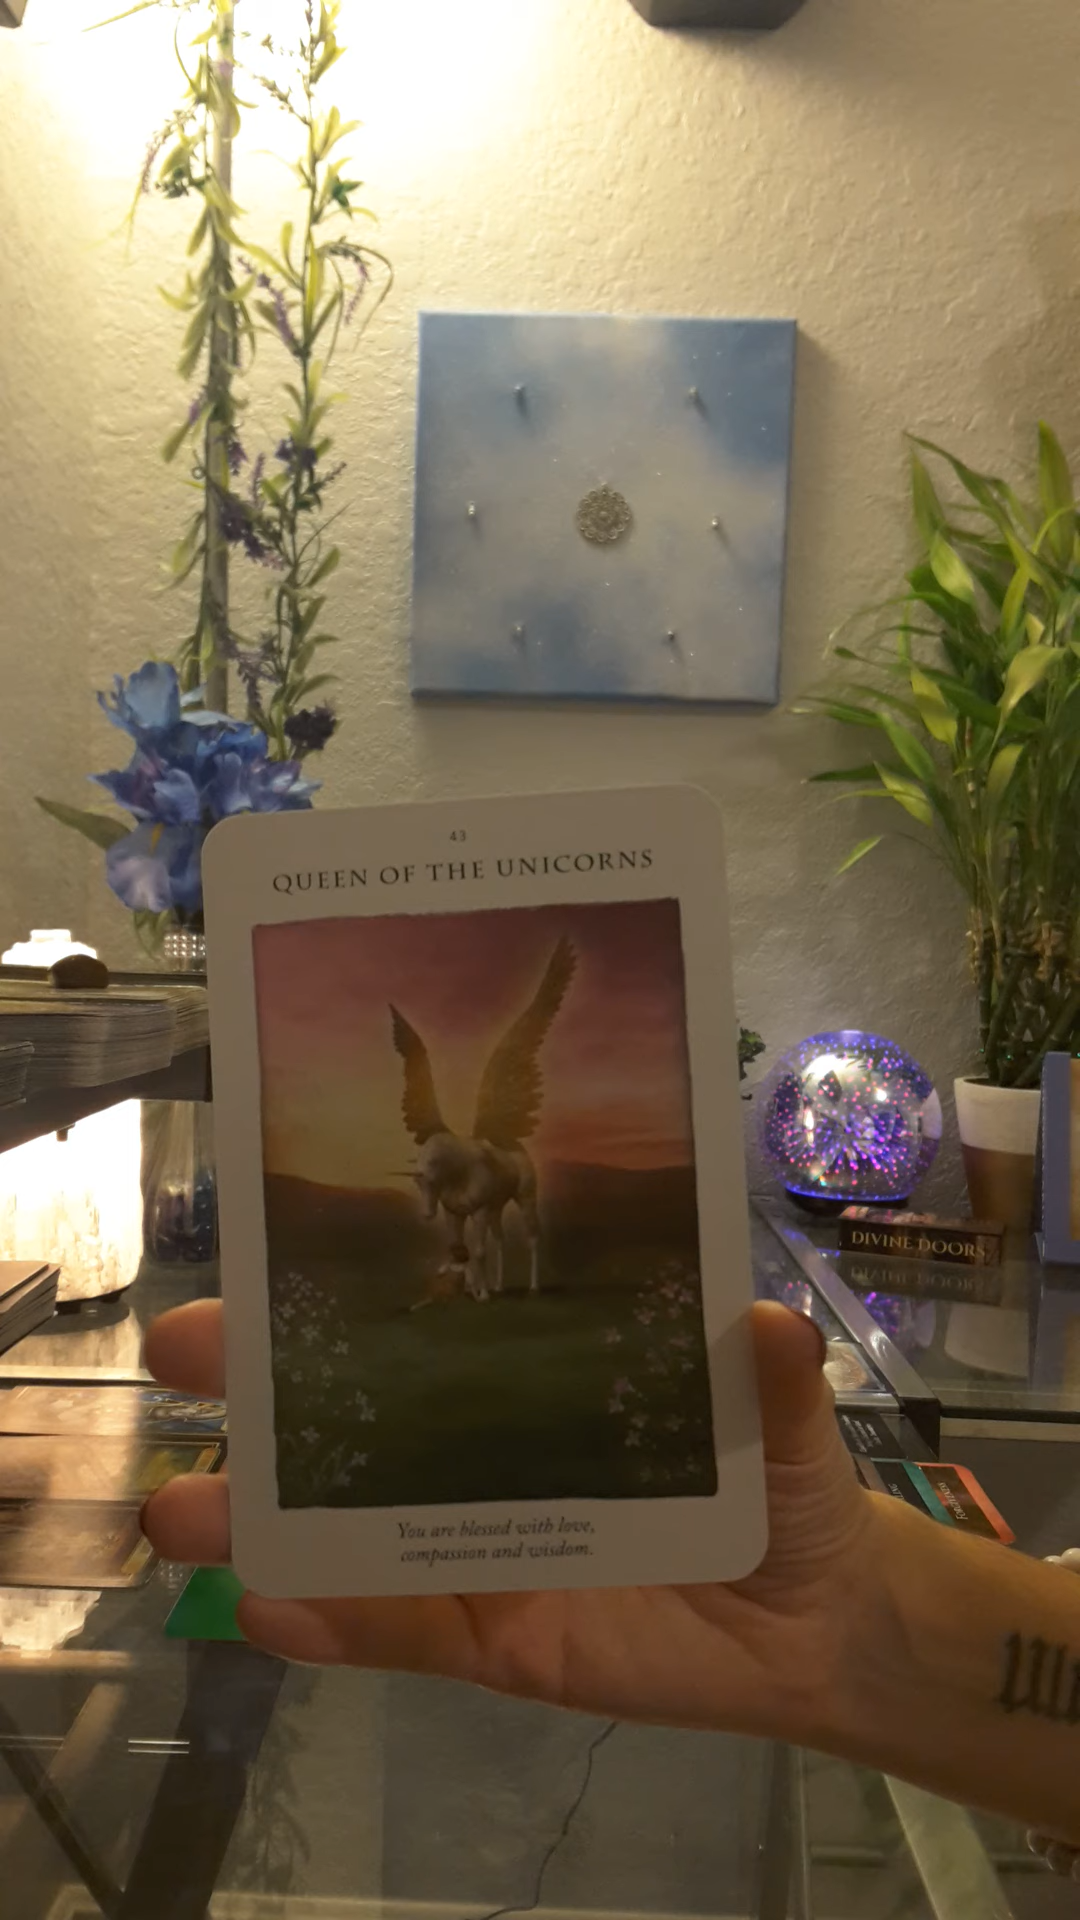 43
QUEEN OF THE UNICORNS
You are blessed with love,
compassion and wisdom.
DIVINE DOORS